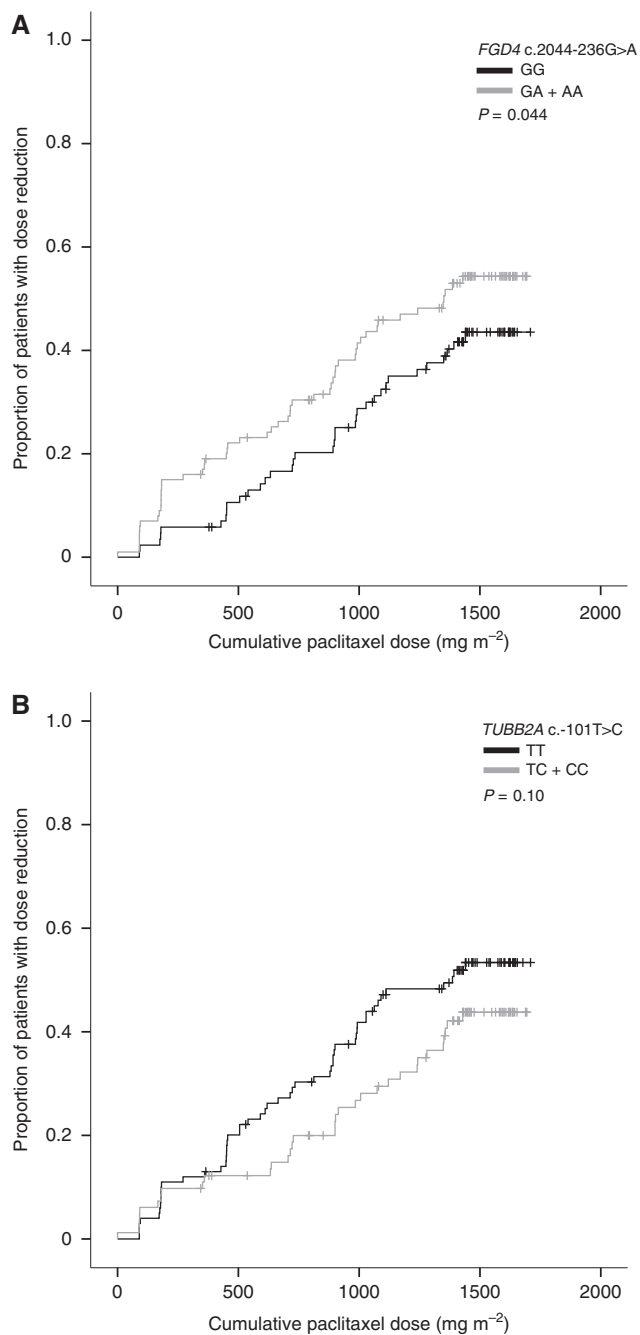 A
FGD4 c.2044-236G>A
GG
GA + AA
P = 0.044
Proportion of patients with dose reduction
1.0
0.8
0.6
0.4
0.2
0
0 500 1000 1500 2000
Cumulative paclitaxel dose (mg m⁻²)
B
TUBB2A c.-101T>C
TT
TC + CC
P = 0.10
Proportion of patients with dose reduction
1.0
0.8
0.6
0.4
0.2
0
0 500 1000 1500 2000
Cumulative paclitaxel dose (mg m⁻²)